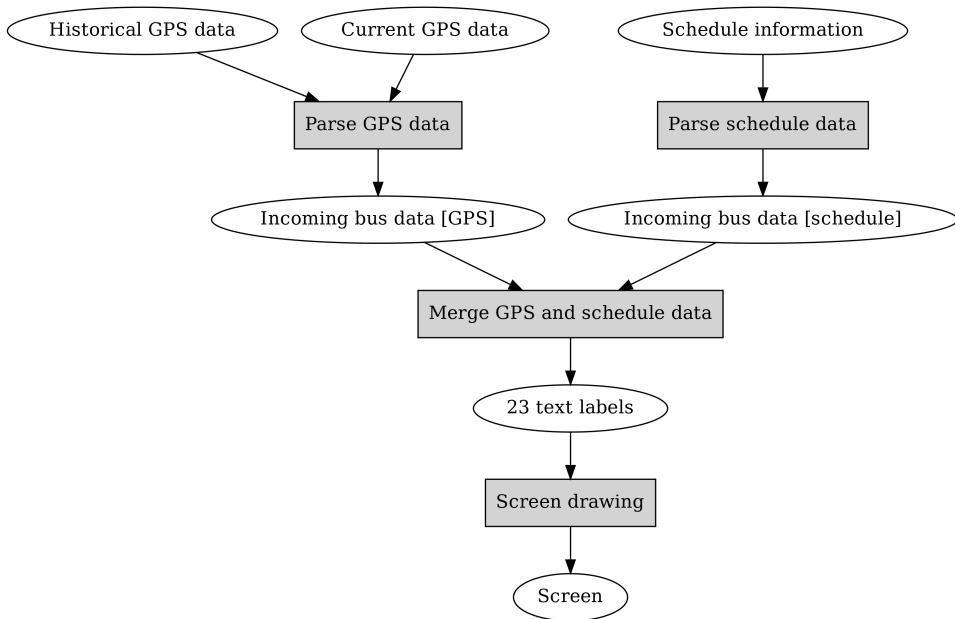 Historical GPS data
Current GPS data
Schedule information
Parse GPS data
Parse schedule data
Incoming bus data [GPS]
Incoming bus data [schedule]
Merge GPS and schedule data
23 text labels
Screen drawing
Screen